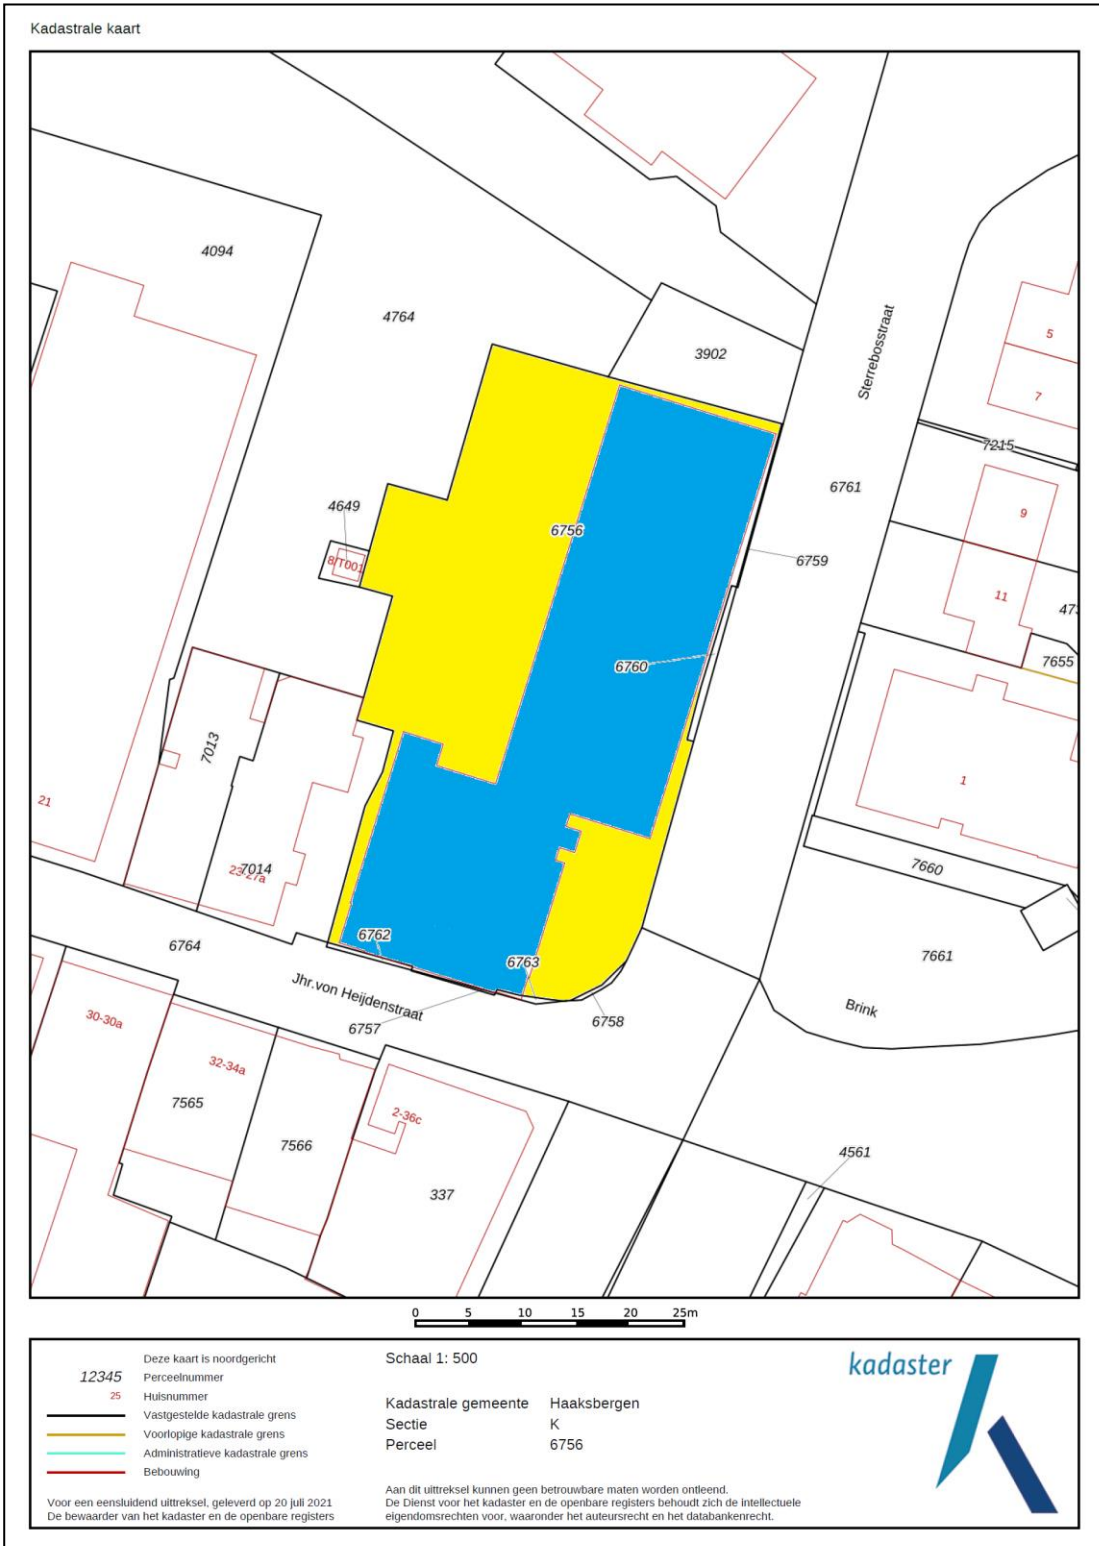 Kadastrale kaart
4094
4764
3902
Sterrebosstraat
5
7
7215
4649
8/T001
6756
6761
9
6759
11
7655
6760
7013
1
21
7014
23-27a
7660
6762
6764
6763
7661
Jhr.von Heijdenstraat
6758
Brink
6757
30-30a
32-34a
7565
2-36c
7566
4561
337
0 5 10 15 20 25m
Deze kaart is noordgericht
12345 Perceelnummer
25 Huisnummer
Vastgestelde kadastrale grens
Voorlopige kadastrale grens
Administratieve kadastrale grens
Bebouwing
Voor een eensluidend uittreksel, geleverd op 20 juli 2021
De bewaarder van het kadaster en de openbare registers
Schaal 1: 500
Kadastrale gemeente Haaksbergen
Sectie K
Perceel 6756
Aan dit uittreksel kunnen geen betrouwbare maten worden ontleend.
De Dienst voor het kadaster en de openbare registers behoudt zich de intellectuele
eigendomsrechten voor, waaronder het auteursrecht en het databankenrecht.
kadaster